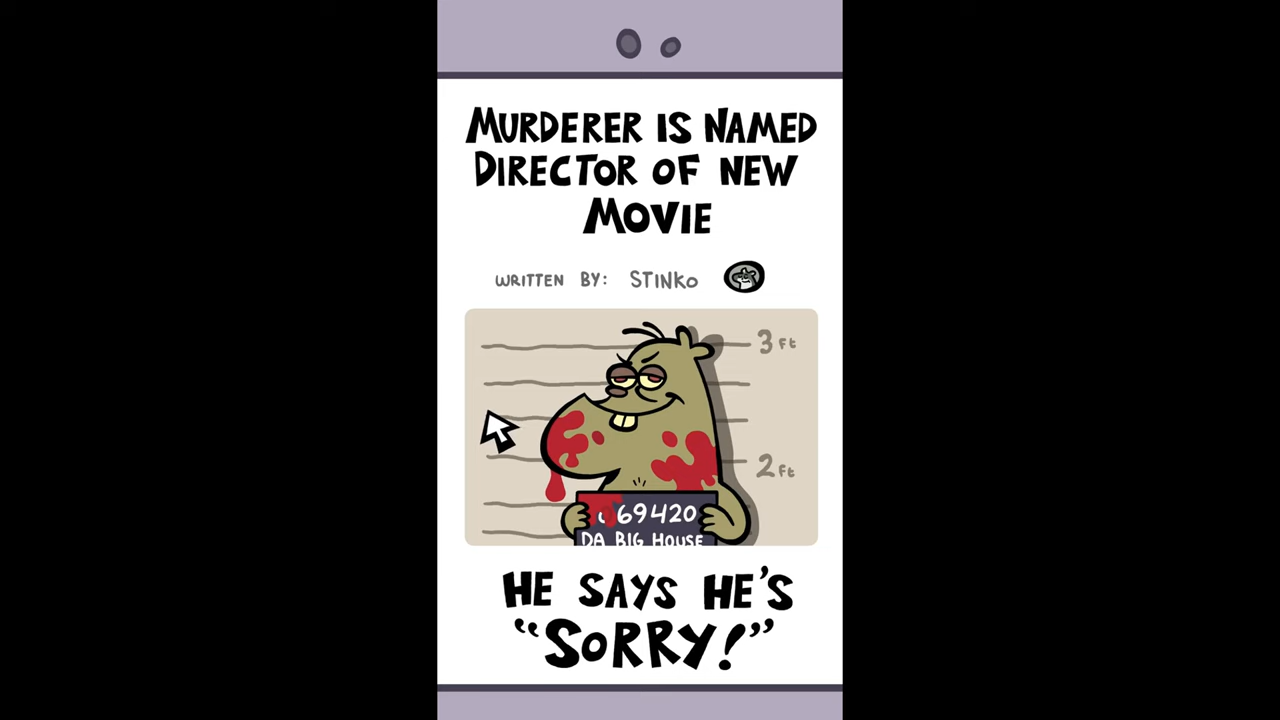 MURDERER IS NAMED
DIRECTOR OF NEW
MOVIE
WRITTEN BY: STINKO
3 Ft
2 Ft
069420
DA BIG HOUSE
HE SAYS HE'S
“SORRY!”